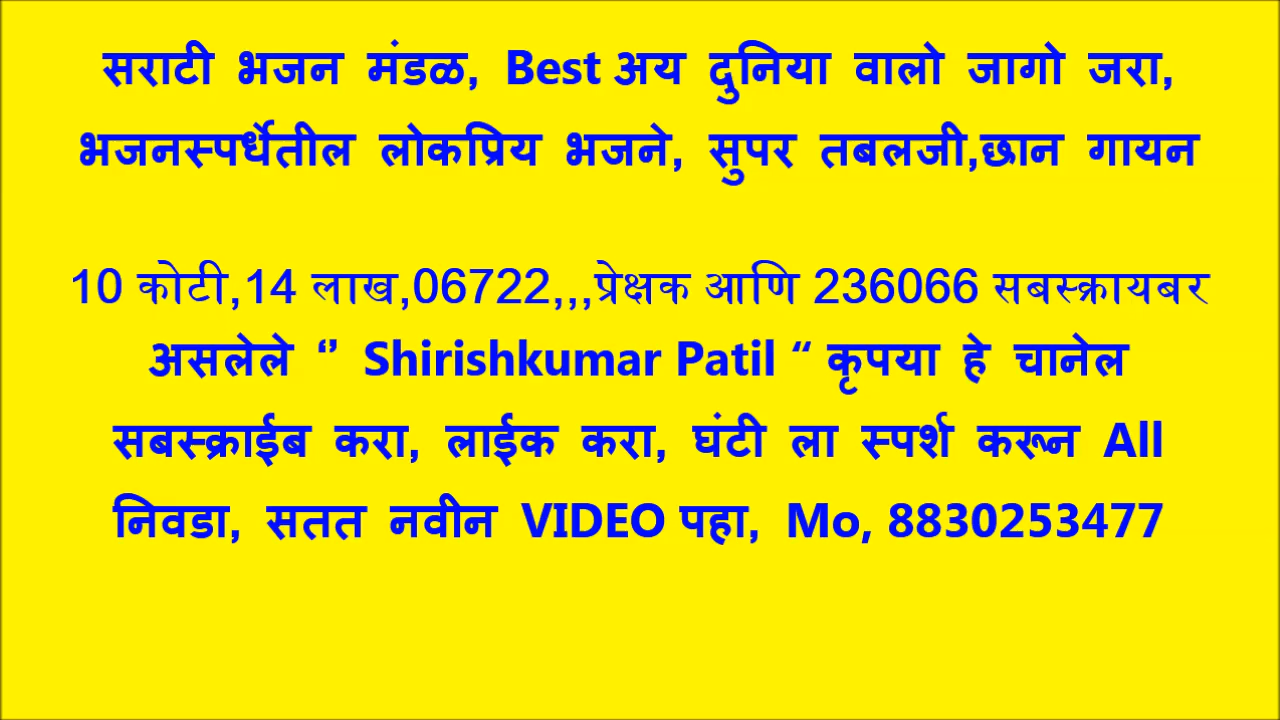 सराटी भजन मंडळ, Best अय दुनिया वालो जागो जरा,
भजनस्पर्धेतील लोकप्रिय भजने, सुपर तबलजी,छान गायन
10 कोटी,14 लाख,06722,,,प्रेक्षक आणि 236066 सबस्क्रायबर
असलेले ‘’ Shirishkumar Patil “ कृपया हे चानेल
सबस्क्राईब करा, लाईक करा, घंटी ला स्पर्श करून All
निवडा, सतत नवीन VIDEO पहा, Mo, 8830253477